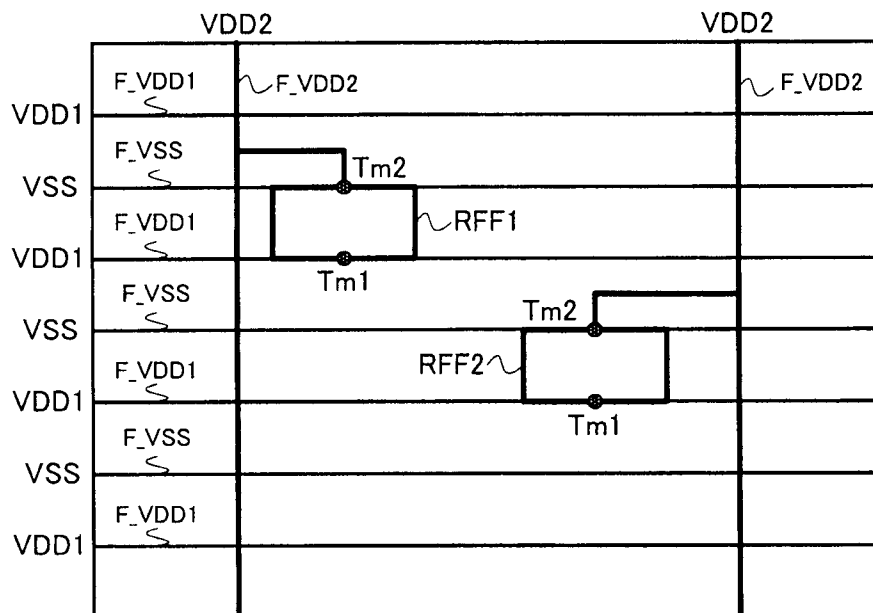 VDD2 VDD2
F_VDD1 F_VDD2 F_VDD2
VDD1
F_VSS Tm2
VSS
F_VDD1 RFF1
VDD1
Tm1
F_VSS Tm2
VSS
F_VDD1 RFF2
VDD1
Tm1
F_VSS
VSS
F_VDD1
VDD1